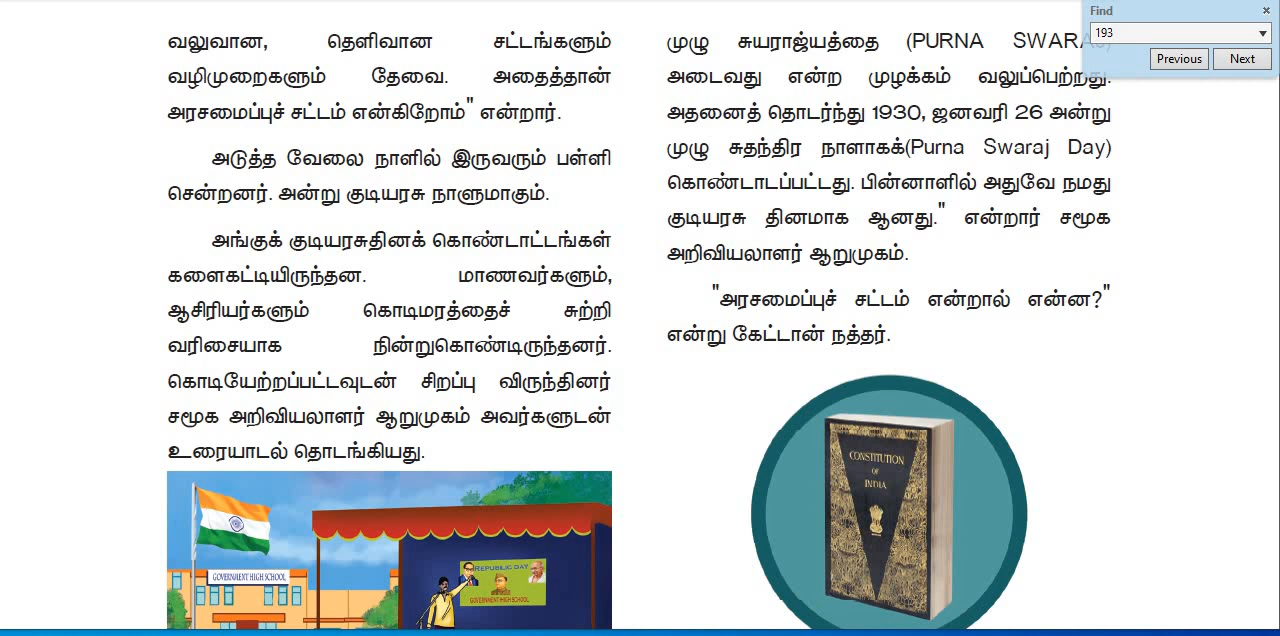 வலுவான, தெளிவான சட்டங்களும்
வழிமுறைகளும் தேவை. அதைத்தான்
அரசமைப்புச் சட்டம் என்கிறோம்" என்றார்.
அடுத்த வேலை நாளில் இருவரும் பள்ளி
சென்றனர். அன்று குடியரசு நாளுமாகும்.
அங்குக் குடியரசுதினக் கொண்டாட்டங்கள்
களைகட்டியிருந்தன. மாணவர்களும்,
ஆசிரியர்களும் கொடிமரத்தைச் சுற்றி
வரிசையாக நின்றுகொண்டிருந்தனர்.
கொடியேற்றப்பட்டவுடன் சிறப்பு விருந்தினர்
சமூக அறிவியலாளர் ஆறுமுகம் அவர்களுடன்
உரையாடல் தொடங்கியது.
GOVERNMENT HIGH SCHOOL
REPUBLIC DAY
GOVERNMENT HIGH SCHOOL
முழு சுயராஜ்யத்தை (PURNA SWARAJ)
அடைவது என்ற முழக்கம் வலுப்பெற்றது.
அதனைத் தொடர்ந்து 1930, ஜனவரி 26 அன்று
முழு சுதந்திர நாளாகக்(Purna Swaraj Day)
கொண்டாடப்பட்டது. பின்னாளில் அதுவே நமது
குடியரசு தினமாக ஆனது." என்றார் சமூக
அறிவியலாளர் ஆறுமுகம்.
"அரசமைப்புச் சட்டம் என்றால் என்ன?"
என்று கேட்டான் நத்தர்.
CONSTITUTION
OF
INDIA
Find
193
Previous Next